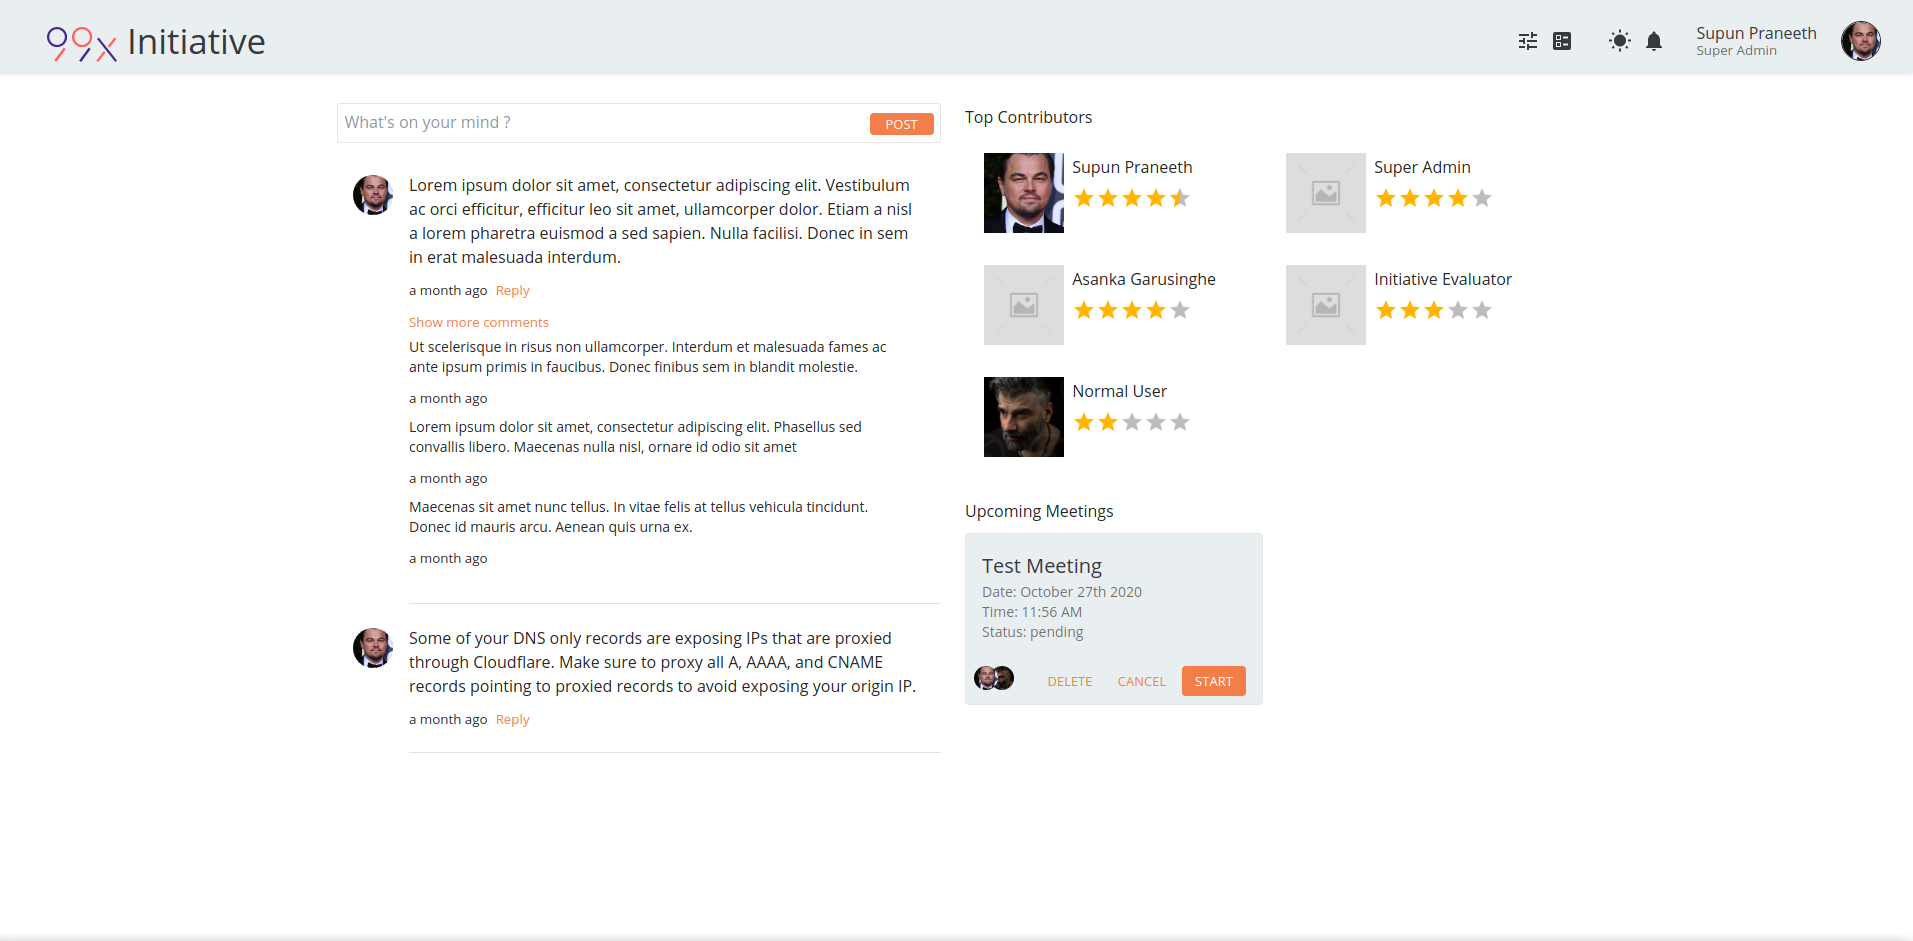 99x Initiative
Supun Praneeth
Super Admin
What's on your mind ?
POST
Lorem ipsum dolor sit amet, consectetur adipiscing elit. Vestibulum
ac orci efficitur, efficitur leo sit amet, ullamcorper dolor. Etiam a nisl
a lorem pharetra euismod a sed sapien. Nulla facilisi. Donec in sem
in erat malesuada interdum.
a month ago Reply
Show more comments
Ut scelerisque in risus non ullamcorper. Interdum et malesuada fames ac
ante ipsum primis in faucibus. Donec finibus sem in blandit molestie.
a month ago
Lorem ipsum dolor sit amet, consectetur adipiscing elit. Phasellus sed
convallis libero. Maecenas nulla nisl, ornare id odio sit amet
a month ago
Maecenas sit amet nunc tellus. In vitae felis at tellus vehicula tincidunt.
Donec id mauris arcu. Aenean quis urna ex.
a month ago
Some of your DNS only records are exposing IPs that are proxied
through Cloudflare. Make sure to proxy all A, AAAA, and CNAME
records pointing to proxied records to avoid exposing your origin IP.
a month ago Reply
Top Contributors
Supun Praneeth
Super Admin
Asanka Garusinghe
Initiative Evaluator
Normal User
Upcoming Meetings
Test Meeting
Date: October 27th 2020
Time: 11:56 AM
Status: pending
DELETE CANCEL START